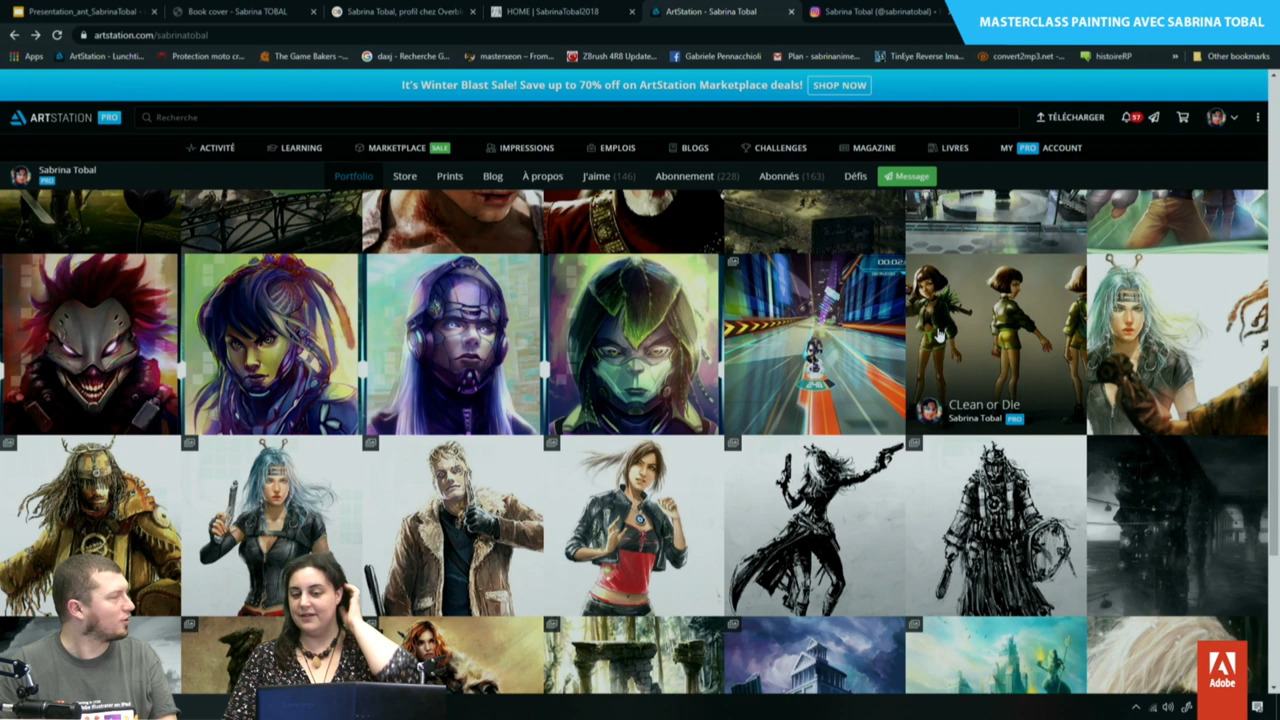 Presentation_ant_SabrinaTobal -
Book cover - Sabrina TOBAL
Sabrina Tobal, profil chez Overbl
HOME | SabrinaTobal2018
ArtStation - Sabrina Tobal
Sabrina Tobal (@sabrinatobal) •
MASTERCLASS PAINTING AVEC SABRINA TOBAL
artstation.com/sabrinatobal
Apps
ArtStation - Lunchti...
Protection moto cr...
The Game Bakers –...
daxj - Recherche G...
masterxeon – From...
ZBrush 4R8 Update...
Gabriele Pennacchioli
Plan - sabrinanime...
TinEye Reverse Ima...
convert2mp3.net -...
histoireRP
»
Other bookmarks
It's Winter Blast Sale! Save up to 70% off on ArtStation Marketplace deals! SHOP NOW
ARTSTATION PRO
Recherche
TÉLÉCHARGER
97
ACTIVITÉ
LEARNING
MARKETPLACE SALE
IMPRESSIONS
EMPLOIS
BLOGS
CHALLENGES
MAGAZINE
LIVRES
MY PRO ACCOUNT
Sabrina Tobal
PRO
Portfolio
Store
Prints
Blog
À propos
J'aime (146)
Abonnement (228)
Abonnés (163)
Défis
Message
CLean or Die
Sabrina Tobal PRO
Adobe